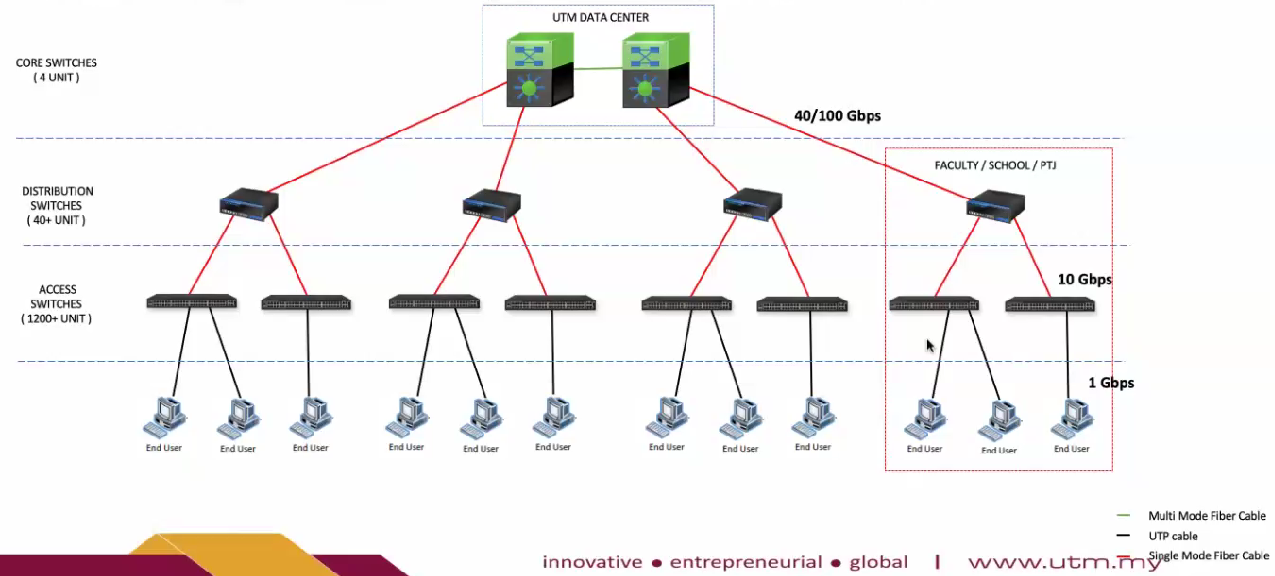 UTM DATA CENTER
CORE SWITCHES
( 4 UNIT )
40/100 Gbps
FACULTY / SCHOOL / PTJ
DISTRIBUTION
SWITCHES
( 40+ UNIT )
10 Gbps
ACCESS
SWITCHES
( 1200+ UNIT )
1 Gbps
End User
End User
End User
End User
End User
End User
End User
End User
End User
End User
End User
End User
Multi Mode Fiber Cable
UTP cable
Single Mode Fiber Cable
innovative ● entrepreneurial ● global | www.utm.my